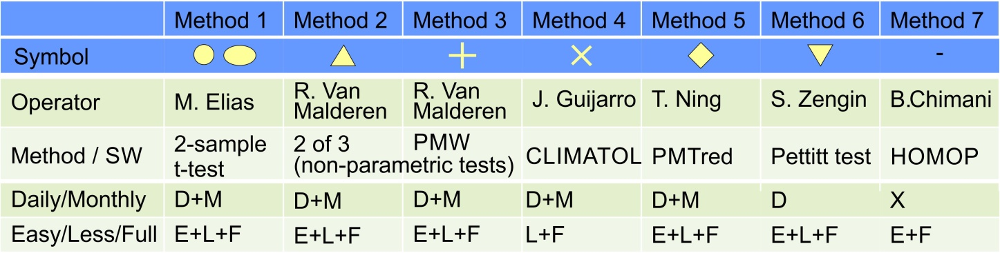 Method 1 Method 2 Method 3 Method 4 Method 5 Method 6 Method 7
Symbol -
Operator M. Elias R. Van Malderen R. Van Malderen J. Guijarro T. Ning S. Zengin B.Chimani
Method / SW 2-sample t-test 2 of 3 PMW (non-parametric tests) CLIMATOL PMTred Pettitt test HOMOP
Daily/Monthly D+M D+M D+M D+M D+M D X
Easy/Less/Full E+L+F E+L+F E+L+F L+F E+L+F E+L+F E+F